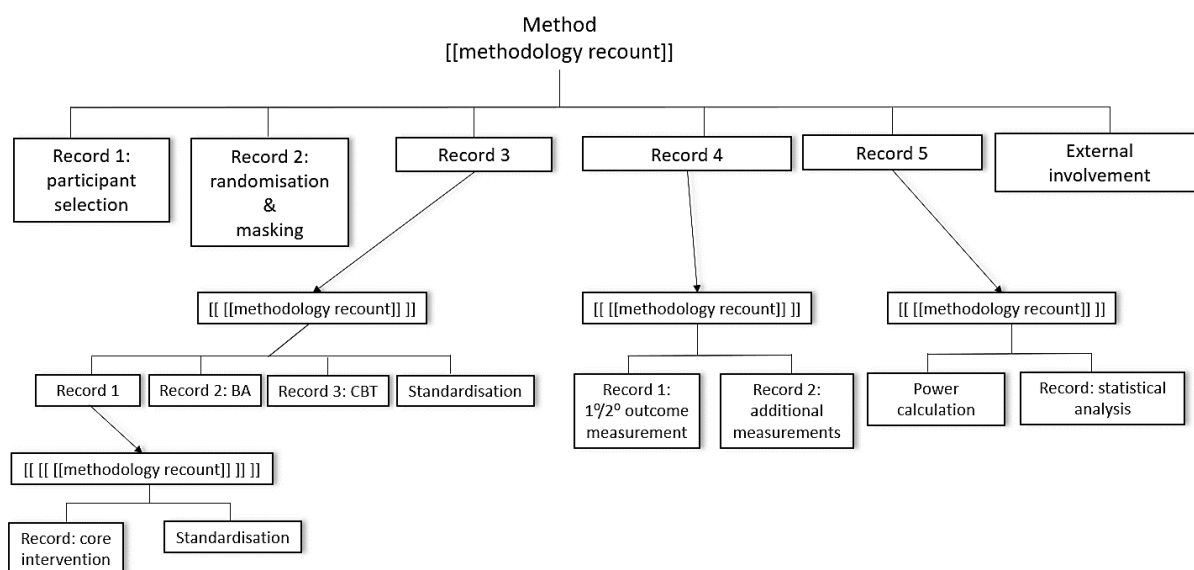 Method
[[methodology recount]]
Record 1:
participant
selection
Record 2:
randomisation
&
masking
Record 3
Record 4
Record 5
External
involvement
[[ [[methodology recount]] ]]
[[ [[methodology recount]] ]]
[[ [[methodology recount]] ]]
Record 1
Record 2: BA
Record 3: CBT
Standardisation
Record 1:
1⁰/2⁰ outcome
measurement
Record 2:
additional
measurements
Power
calculation
Record: statistical
analysis
[[ [[ [[methodology recount]] ]] ]]
Record: core
intervention
Standardisation